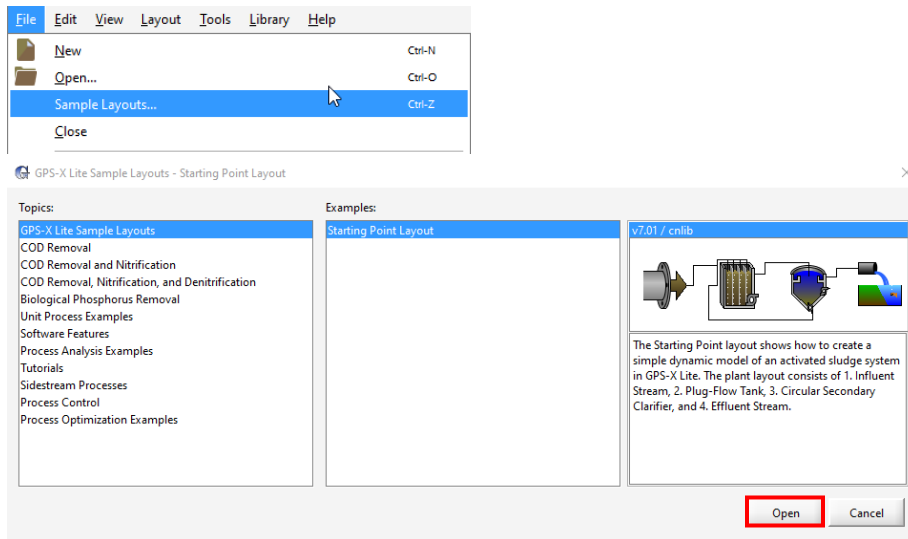 File Edit View Layout Tools Library Help
New Ctrl-N
Open... Ctrl-O
Sample Layouts... Ctrl-Z
Close
GPS-X Lite Sample Layouts - Starting Point Layout
Topics:
GPS-X Lite Sample Layouts
COD Removal
COD Removal and Nitrification
COD Removal, Nitrification, and Denitrification
Biological Phosphorus Removal
Unit Process Examples
Software Features
Process Analysis Examples
Tutorials
Sidestream Processes
Process Control
Process Optimization Examples
Examples:
Starting Point Layout
v7.01 / cnlib
The Starting Point layout shows how to create a
simple dynamic model of an activated sludge system
in GPS-X Lite. The plant layout consists of 1. Influent
Stream, 2. Plug-Flow Tank, 3. Circular Secondary
Clarifier, and 4. Effluent Stream.
Open Cancel